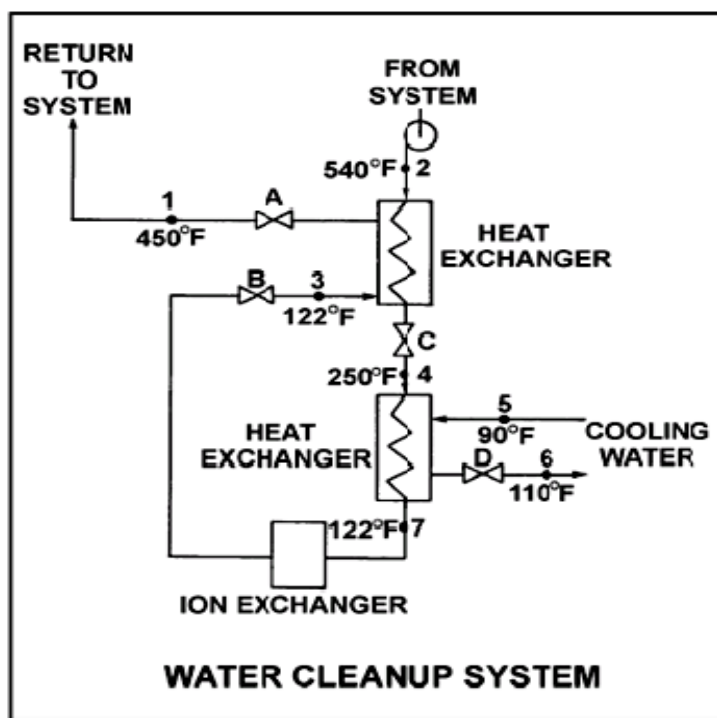 RETURN
TO
SYSTEM
FROM
SYSTEM
540°F 2
1
A
450°F
HEAT
EXCHANGER
B
3
122°F
C
250°F 4
HEAT
EXCHANGER
5
90°F
COOLING
WATER
D
6
110°F
122°F 7
ION EXCHANGER
WATER CLEANUP SYSTEM